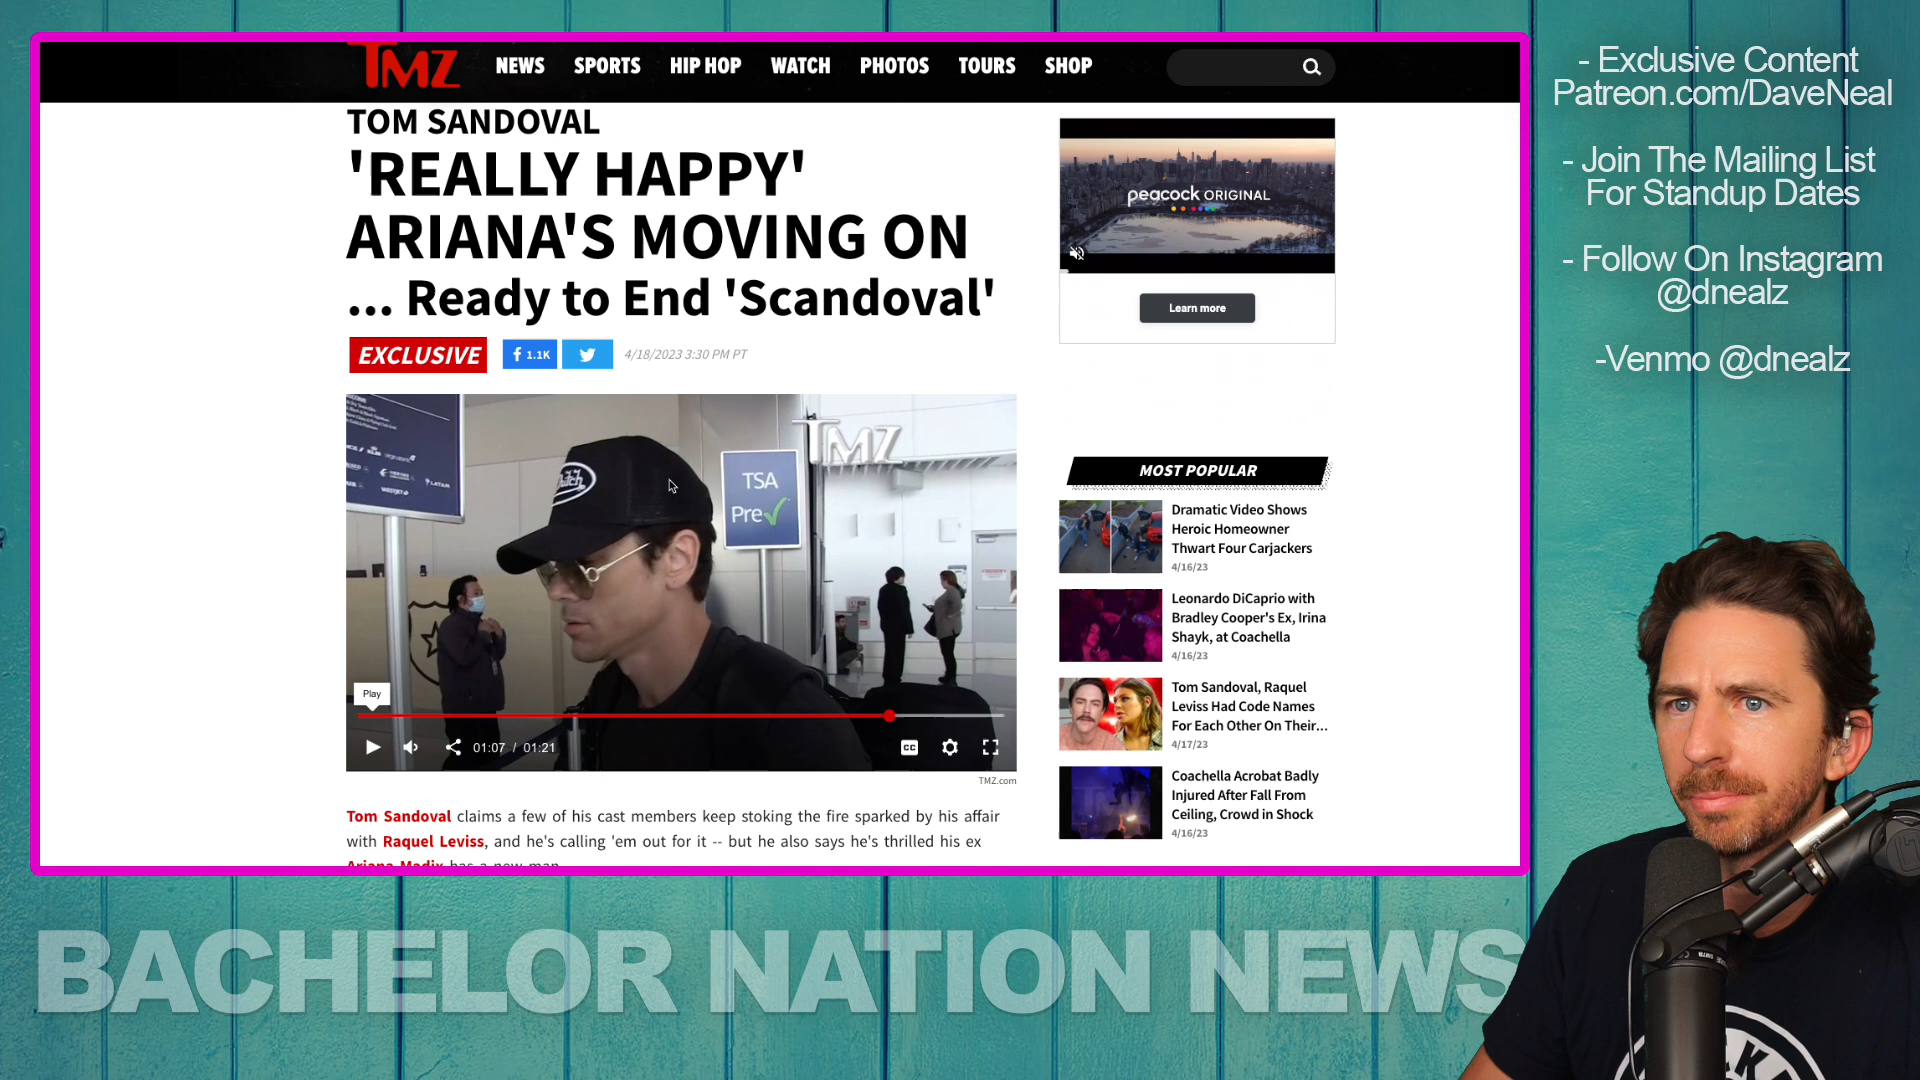 TMZ
NEWS SPORTS HIP HOP WATCH PHOTOS TOURS SHOP
TOM SANDOVAL
'REALLY HAPPY'
ARIANA'S MOVING ON
... Ready to End 'Scandoval'
EXCLUSIVE
1.1K
4/18/2023 3:30 PM PT
TMZ
TSA
Pre✓
Dutch
Play
01:07 / 01:21
CC
TMZ.com
Tom Sandoval claims a few of his cast members keep stoking the fire sparked by his affair
with Raquel Leviss, and he's calling 'em out for it -- but he also says he's thrilled his ex
Ariana Madix has a new man
peacock ORIGINAL
Learn more
MOST POPULAR
Dramatic Video Shows
Heroic Homeowner
Thwart Four Carjackers
4/16/23
Leonardo DiCaprio with
Bradley Cooper's Ex, Irina
Shayk, at Coachella
4/16/23
Tom Sandoval, Raquel
Leviss Had Code Names
For Each Other On Their...
4/17/23
Coachella Acrobat Badly
Injured After Fall From
Ceiling, Crowd in Shock
4/16/23
- Exclusive Content
Patreon.com/DaveNeal
- Join The Mailing List
For Standup Dates
- Follow On Instagram
@dnealz
-Venmo @dnealz
BACHELOR NATION NEWS